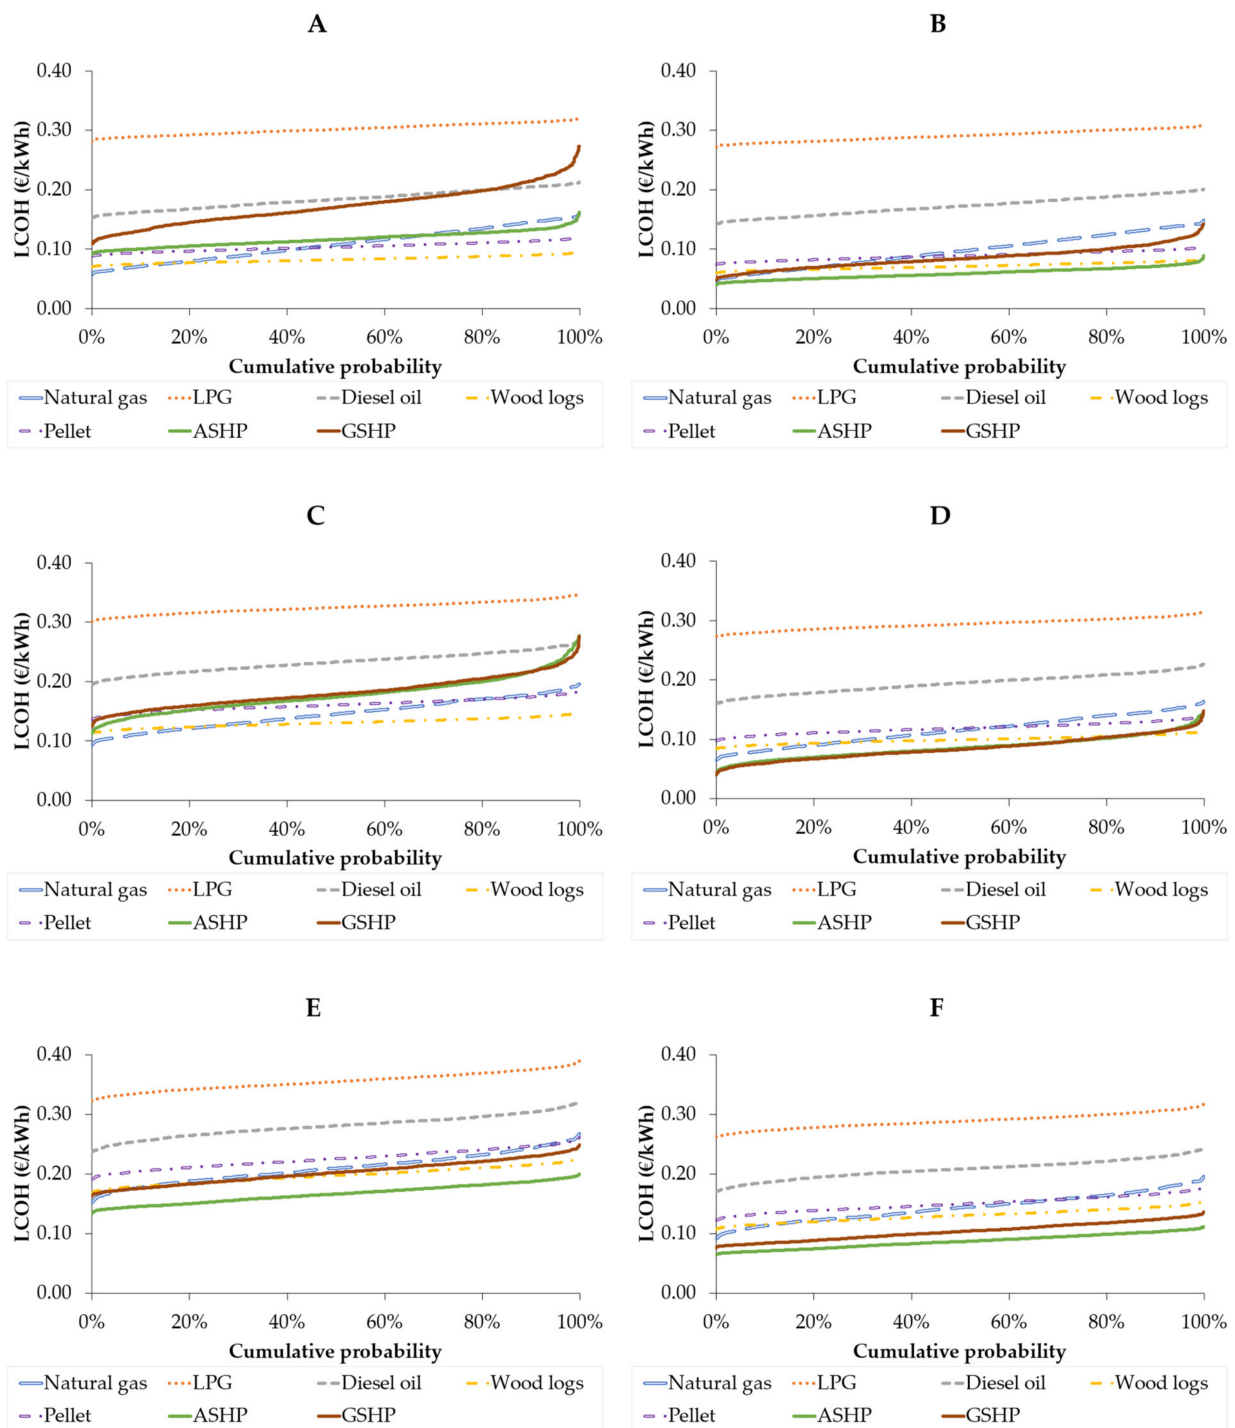 A
LCOH (€/kWh)
0.40
0.30
0.20
0.10
0.00
0% 20% 40% 60% 80% 100%
Cumulative probability
Natural gas LPG Diesel oil Wood logs
Pellet ASHP GSHP
B
LCOH (€/kWh)
0.40
0.30
0.20
0.10
0.00
0% 20% 40% 60% 80% 100%
Cumulative probability
Natural gas LPG Diesel oil Wood logs
Pellet ASHP GSHP
C
LCOH (€/kWh)
0.40
0.30
0.20
0.10
0.00
0% 20% 40% 60% 80% 100%
Cumulative probability
Natural gas LPG Diesel oil Wood logs
Pellet ASHP GSHP
D
LCOH (€/kWh)
0.40
0.30
0.20
0.10
0.00
0% 20% 40% 60% 80% 100%
Cumulative probability
Natural gas LPG Diesel oil Wood logs
Pellet ASHP GSHP
E
LCOH (€/kWh)
0.40
0.30
0.20
0.10
0.00
0% 20% 40% 60% 80% 100%
Cumulative probability
Natural gas LPG Diesel oil Wood logs
Pellet ASHP GSHP
F
LCOH (€/kWh)
0.40
0.30
0.20
0.10
0.00
0% 20% 40% 60% 80% 100%
Cumulative probability
Natural gas LPG Diesel oil Wood logs
Pellet ASHP GSHP